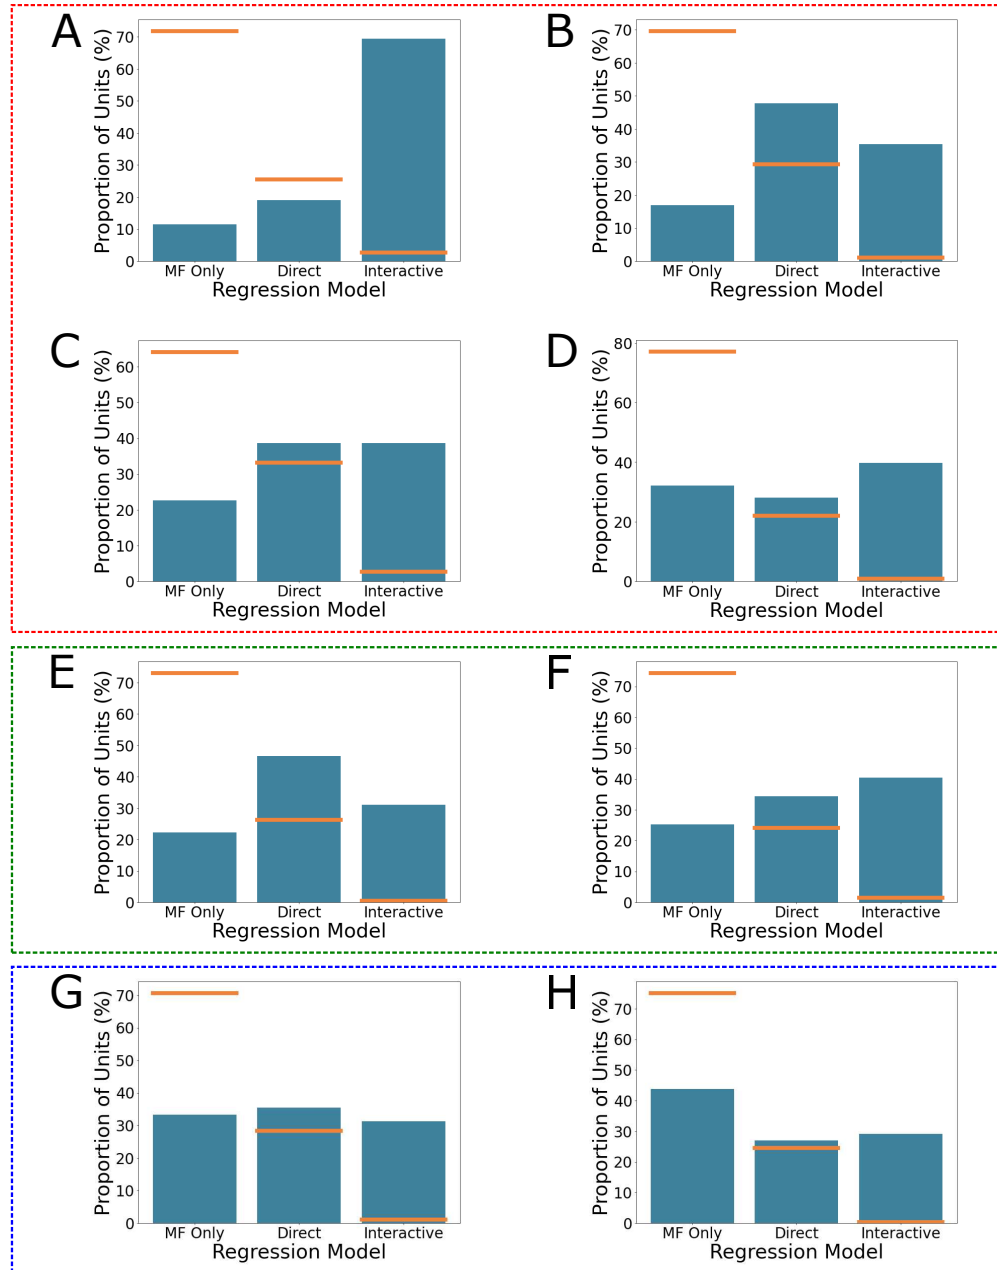 A
Proportion of Units (%)
70
60
50
40
30
20
10
0
MF Only Direct Interactive
Regression Model
B
Proportion of Units (%)
70
60
50
40
30
20
10
0
MF Only Direct Interactive
Regression Model
C
Proportion of Units (%)
60
50
40
30
20
10
0
MF Only Direct Interactive
Regression Model
D
Proportion of Units (%)
80
60
40
20
0
MF Only Direct Interactive
Regression Model
E
Proportion of Units (%)
70
60
50
40
30
20
10
0
MF Only Direct Interactive
Regression Model
F
Proportion of Units (%)
70
60
50
40
30
20
10
0
MF Only Direct Interactive
Regression Model
G
Proportion of Units (%)
70
60
50
40
30
20
10
0
MF Only Direct Interactive
Regression Model
H
Proportion of Units (%)
70
60
50
40
30
20
10
0
MF Only Direct Interactive
Regression Model